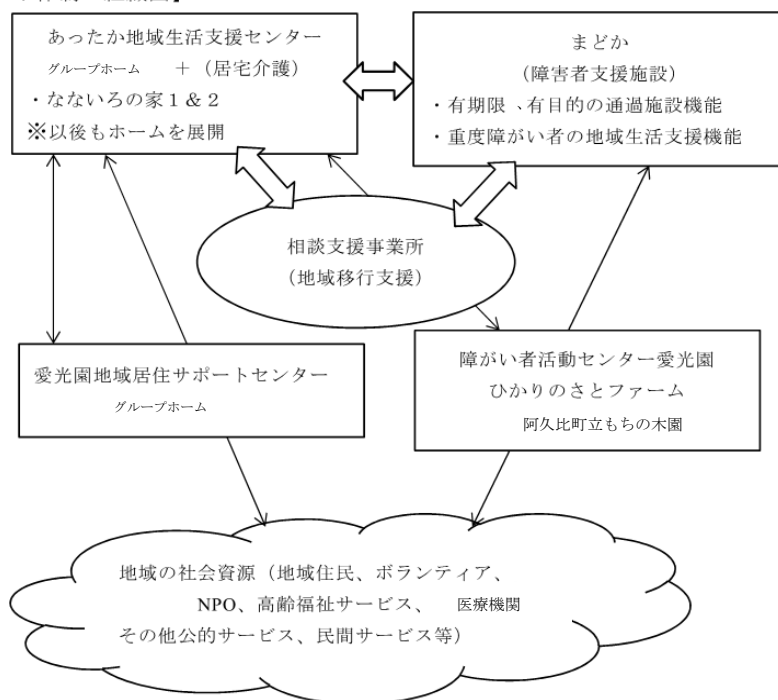 あったか地域生活支援センター
グループホーム ＋（居宅介護）
・なないろの家１＆２
※以後もホームを展開
まどか
（障害者支援施設）
・有期限、有目的の通過施設機能
・重度障がい者の地域生活支援機能
相談支援事業所
（地域移行支援）
愛光園地域居住サポートセンター
グループホーム
障がい者活動センター愛光園
ひかりのさとファーム
阿久比町立もちの木園
地域の社会資源（地域住民、ボランティア、
NPO、高齢福祉サービス、 医療機関
その他公的サービス、民間サービス等）